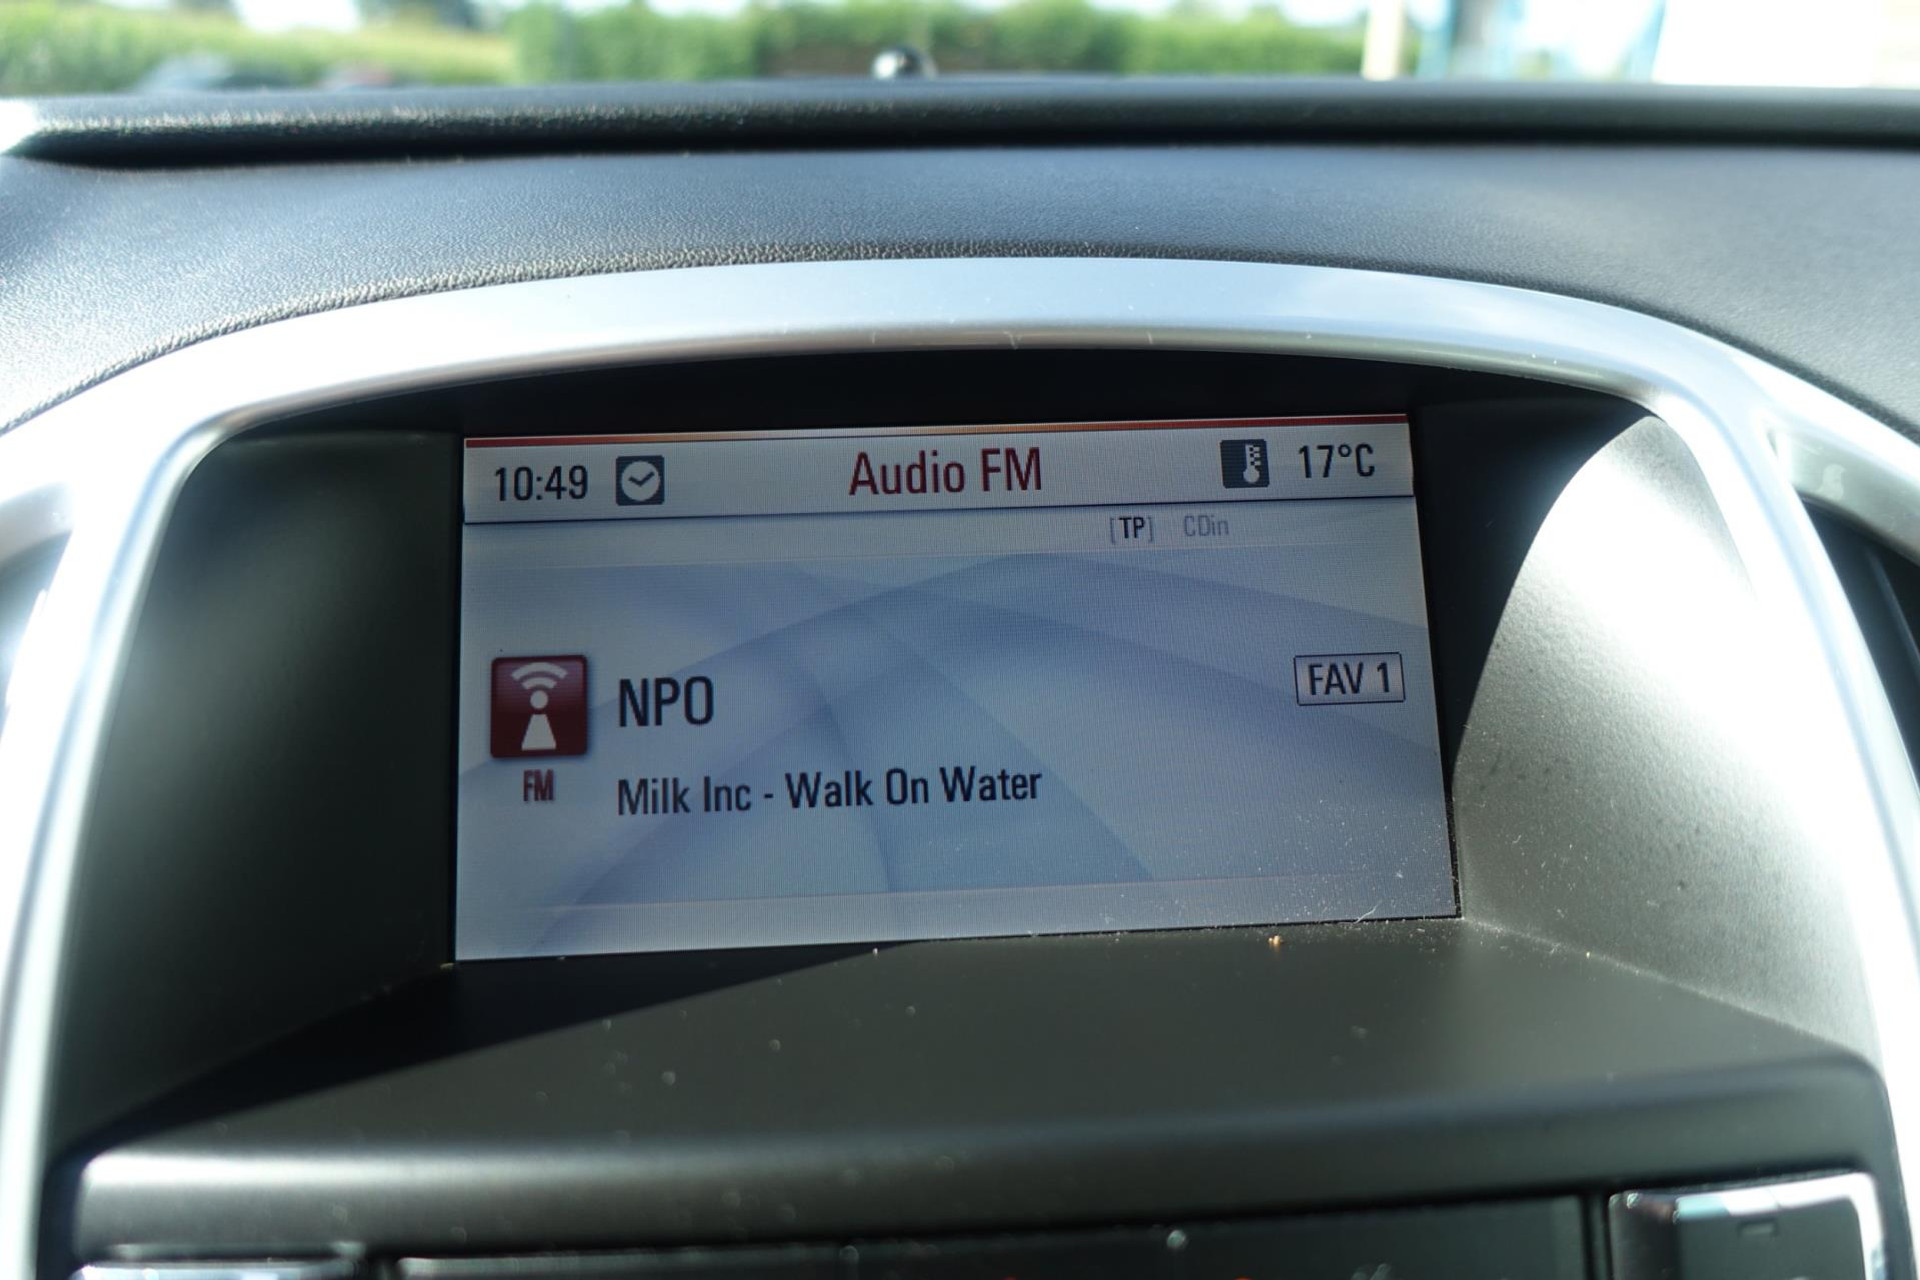 10:49 Audio FM 17°C
[TP] CDin
NPO FAV 1
FM
Milk Inc - Walk On Water